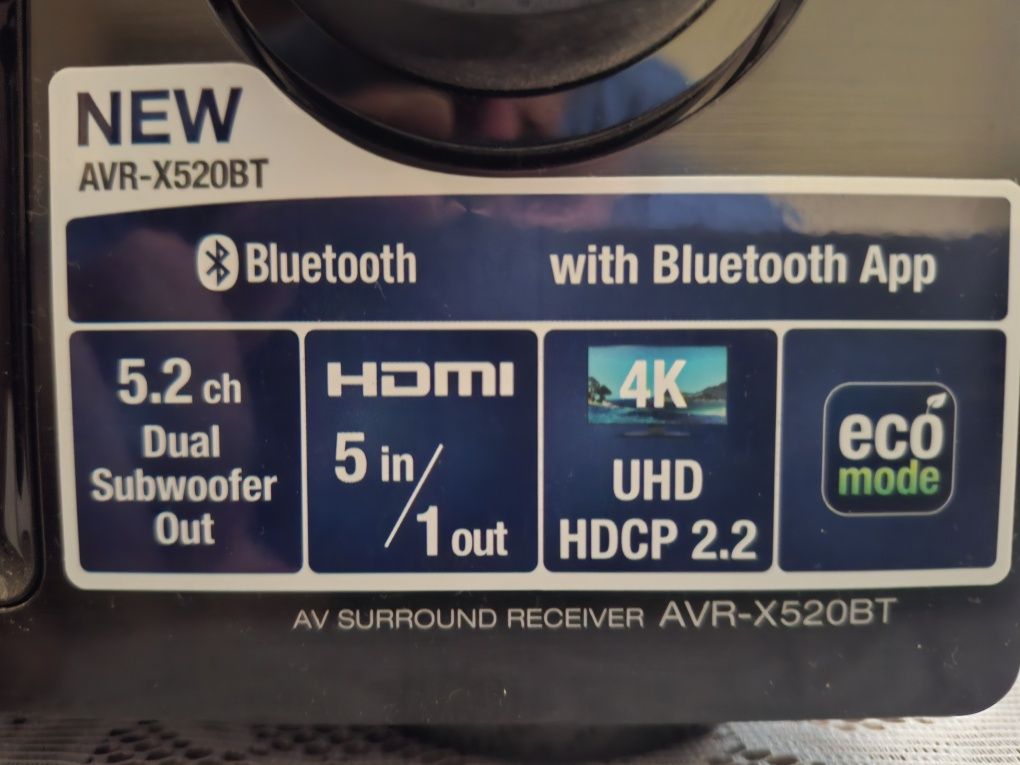 NEW
AVR-X520BT
Bluetooth
with Bluetooth App
5.2 ch
Dual
Subwoofer
Out
HDMI
5 in/
1 out
4K
UHD
HDCP 2.2
eco
mode
AV SURROUND RECEIVER AVR-X520BT